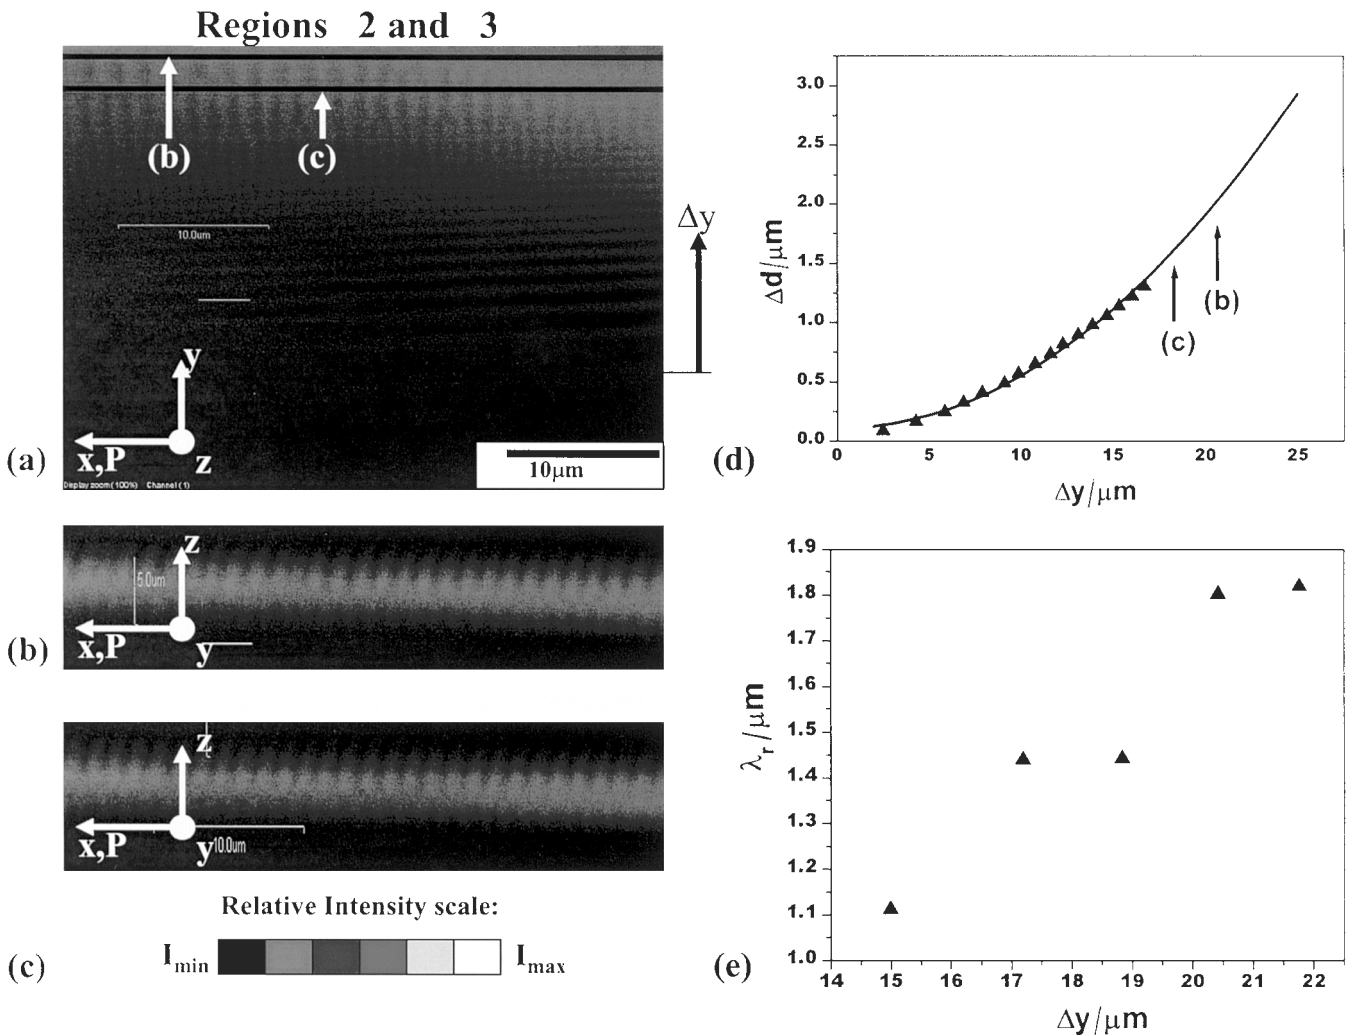 Regions 2 and 3
(b)
(c)
10.0um
Δy
y
x,P
z
10μm
Display zoom(100%) Channel(1)
(a)
z
5.0um
x,P
y
(b)
z
x,P
y
10.0um
Relative Intensity scale:
(c)
Imin
Imax
Δd/μm
3.0
2.5
2.0
1.5
1.0
0.5
0.0
(b)
(c)
0 5 10 15 20 25
(d)
Δy/μm
λr/μm
1.9
1.8
1.7
1.6
1.5
1.4
1.3
1.2
1.1
1.0
14 15 16 17 18 19 20 21 22
(e)
Δy/μm